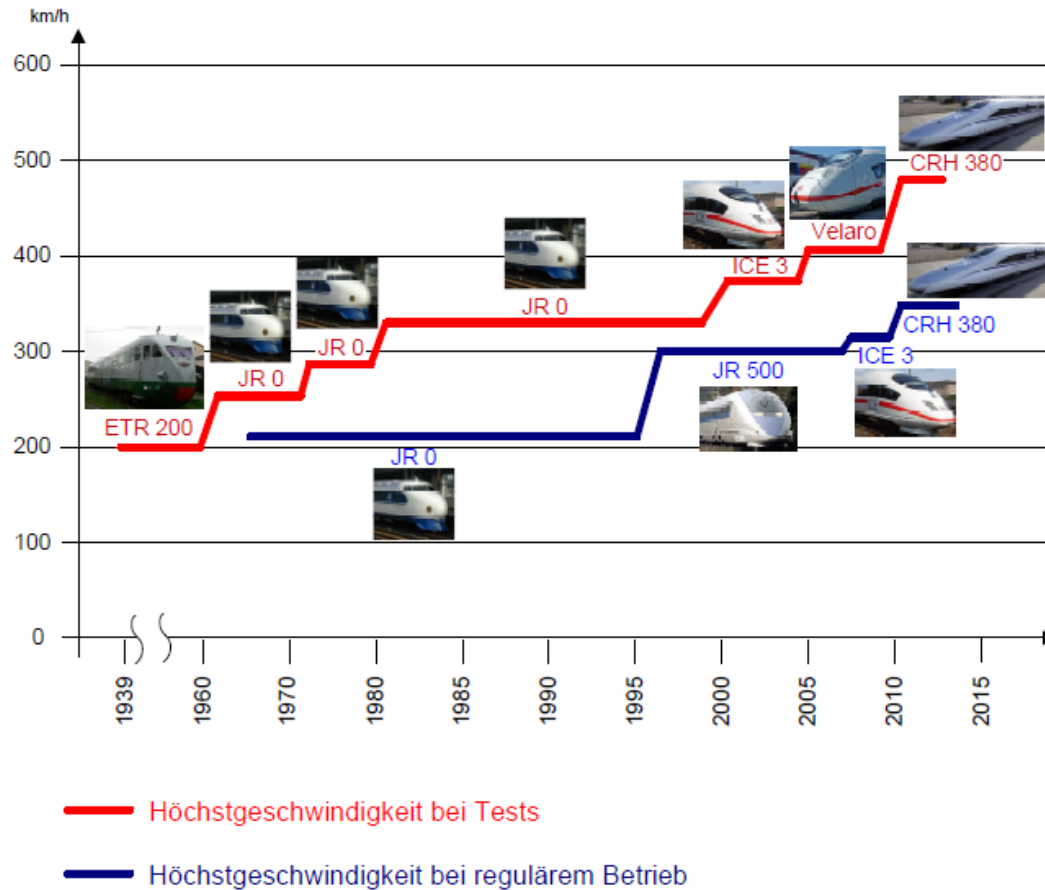 km/h
600
500
400
300
200
100
0
CRH 380
Velaro
ICE 3
JR 0
JR 0
JR 0
ETR 200
CRH 380
ICE 3
JR 500
JR 0
1939
1960
1970
1980
1985
1990
1995
2000
2005
2010
2015
Höchstgeschwindigkeit bei Tests
Höchstgeschwindigkeit bei regulärem Betrieb